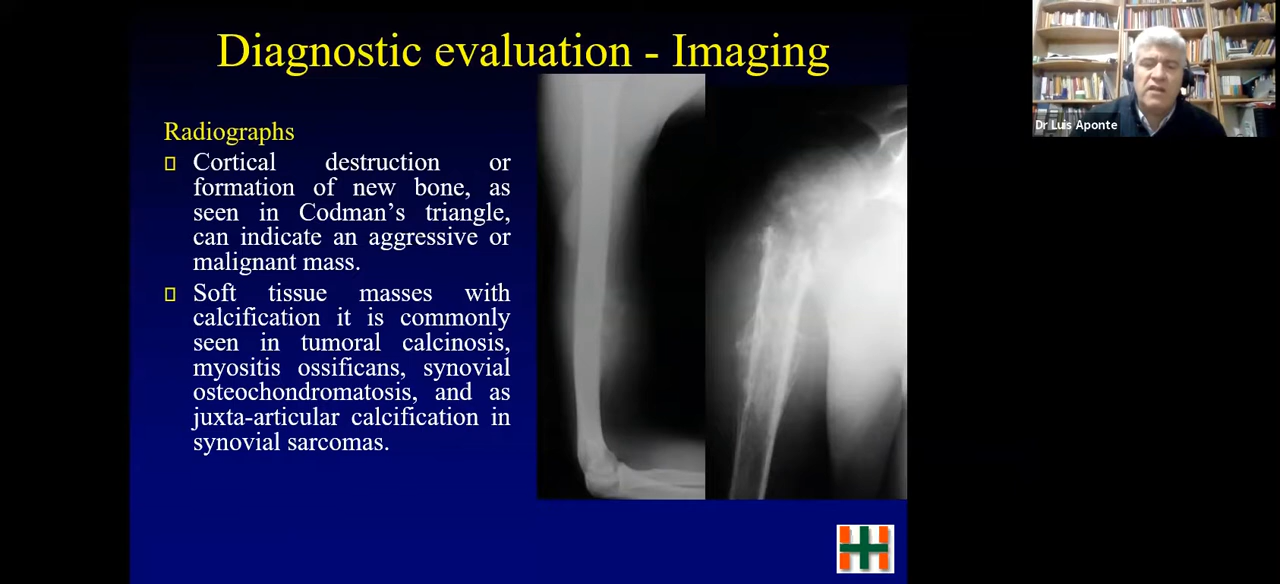 Diagnostic evaluation - Imaging
Radiographs
Cortical destruction or
formation of new bone, as
seen in Codman's triangle,
can indicate an aggressive or
malignant mass.
Soft tissue masses with
calcification it is commonly
seen in tumoral calcinosis,
myositis ossificans, synovial
osteochondromatosis, and as
juxta-articular calcification in
synovial sarcomas.
Dr Luis Aponte